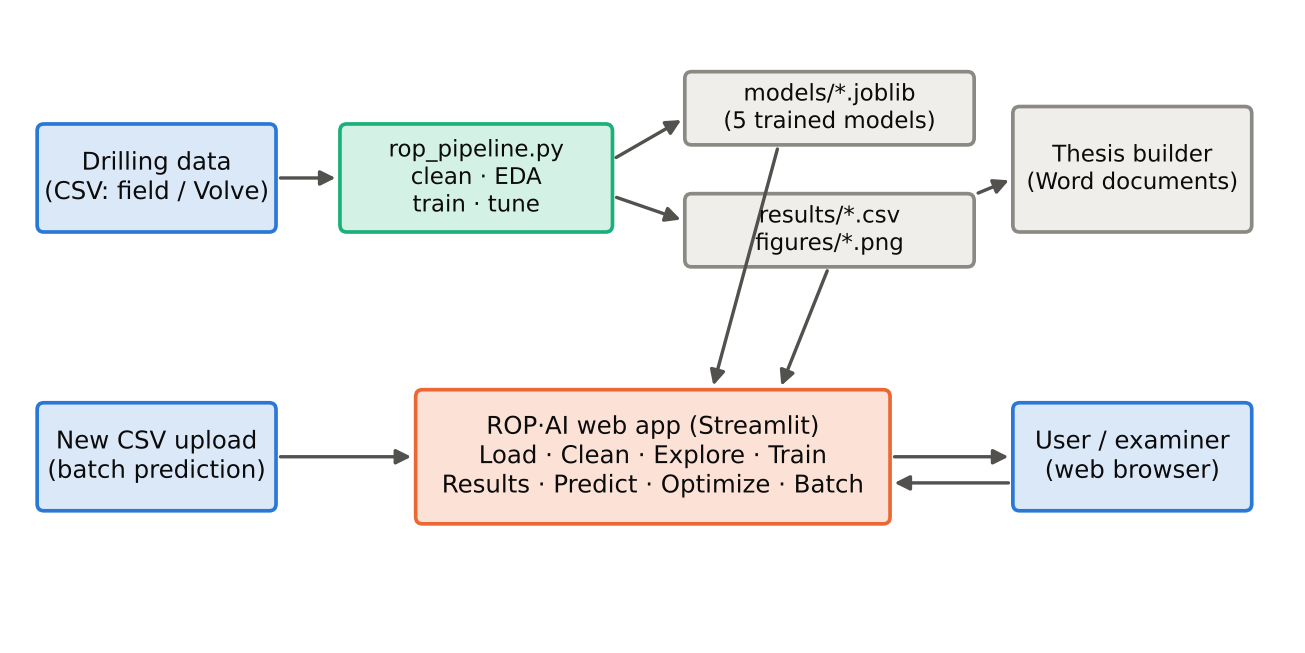 Drilling data
(CSV: field / Volve)
rop_pipeline.py
clean · EDA
train · tune
models/*.joblib
(5 trained models)
results/*.csv
figures/*.png
Thesis builder
(Word documents)
New CSV upload
(batch prediction)
ROP·AI web app (Streamlit)
Load · Clean · Explore · Train
Results · Predict · Optimize · Batch
User / examiner
(web browser)